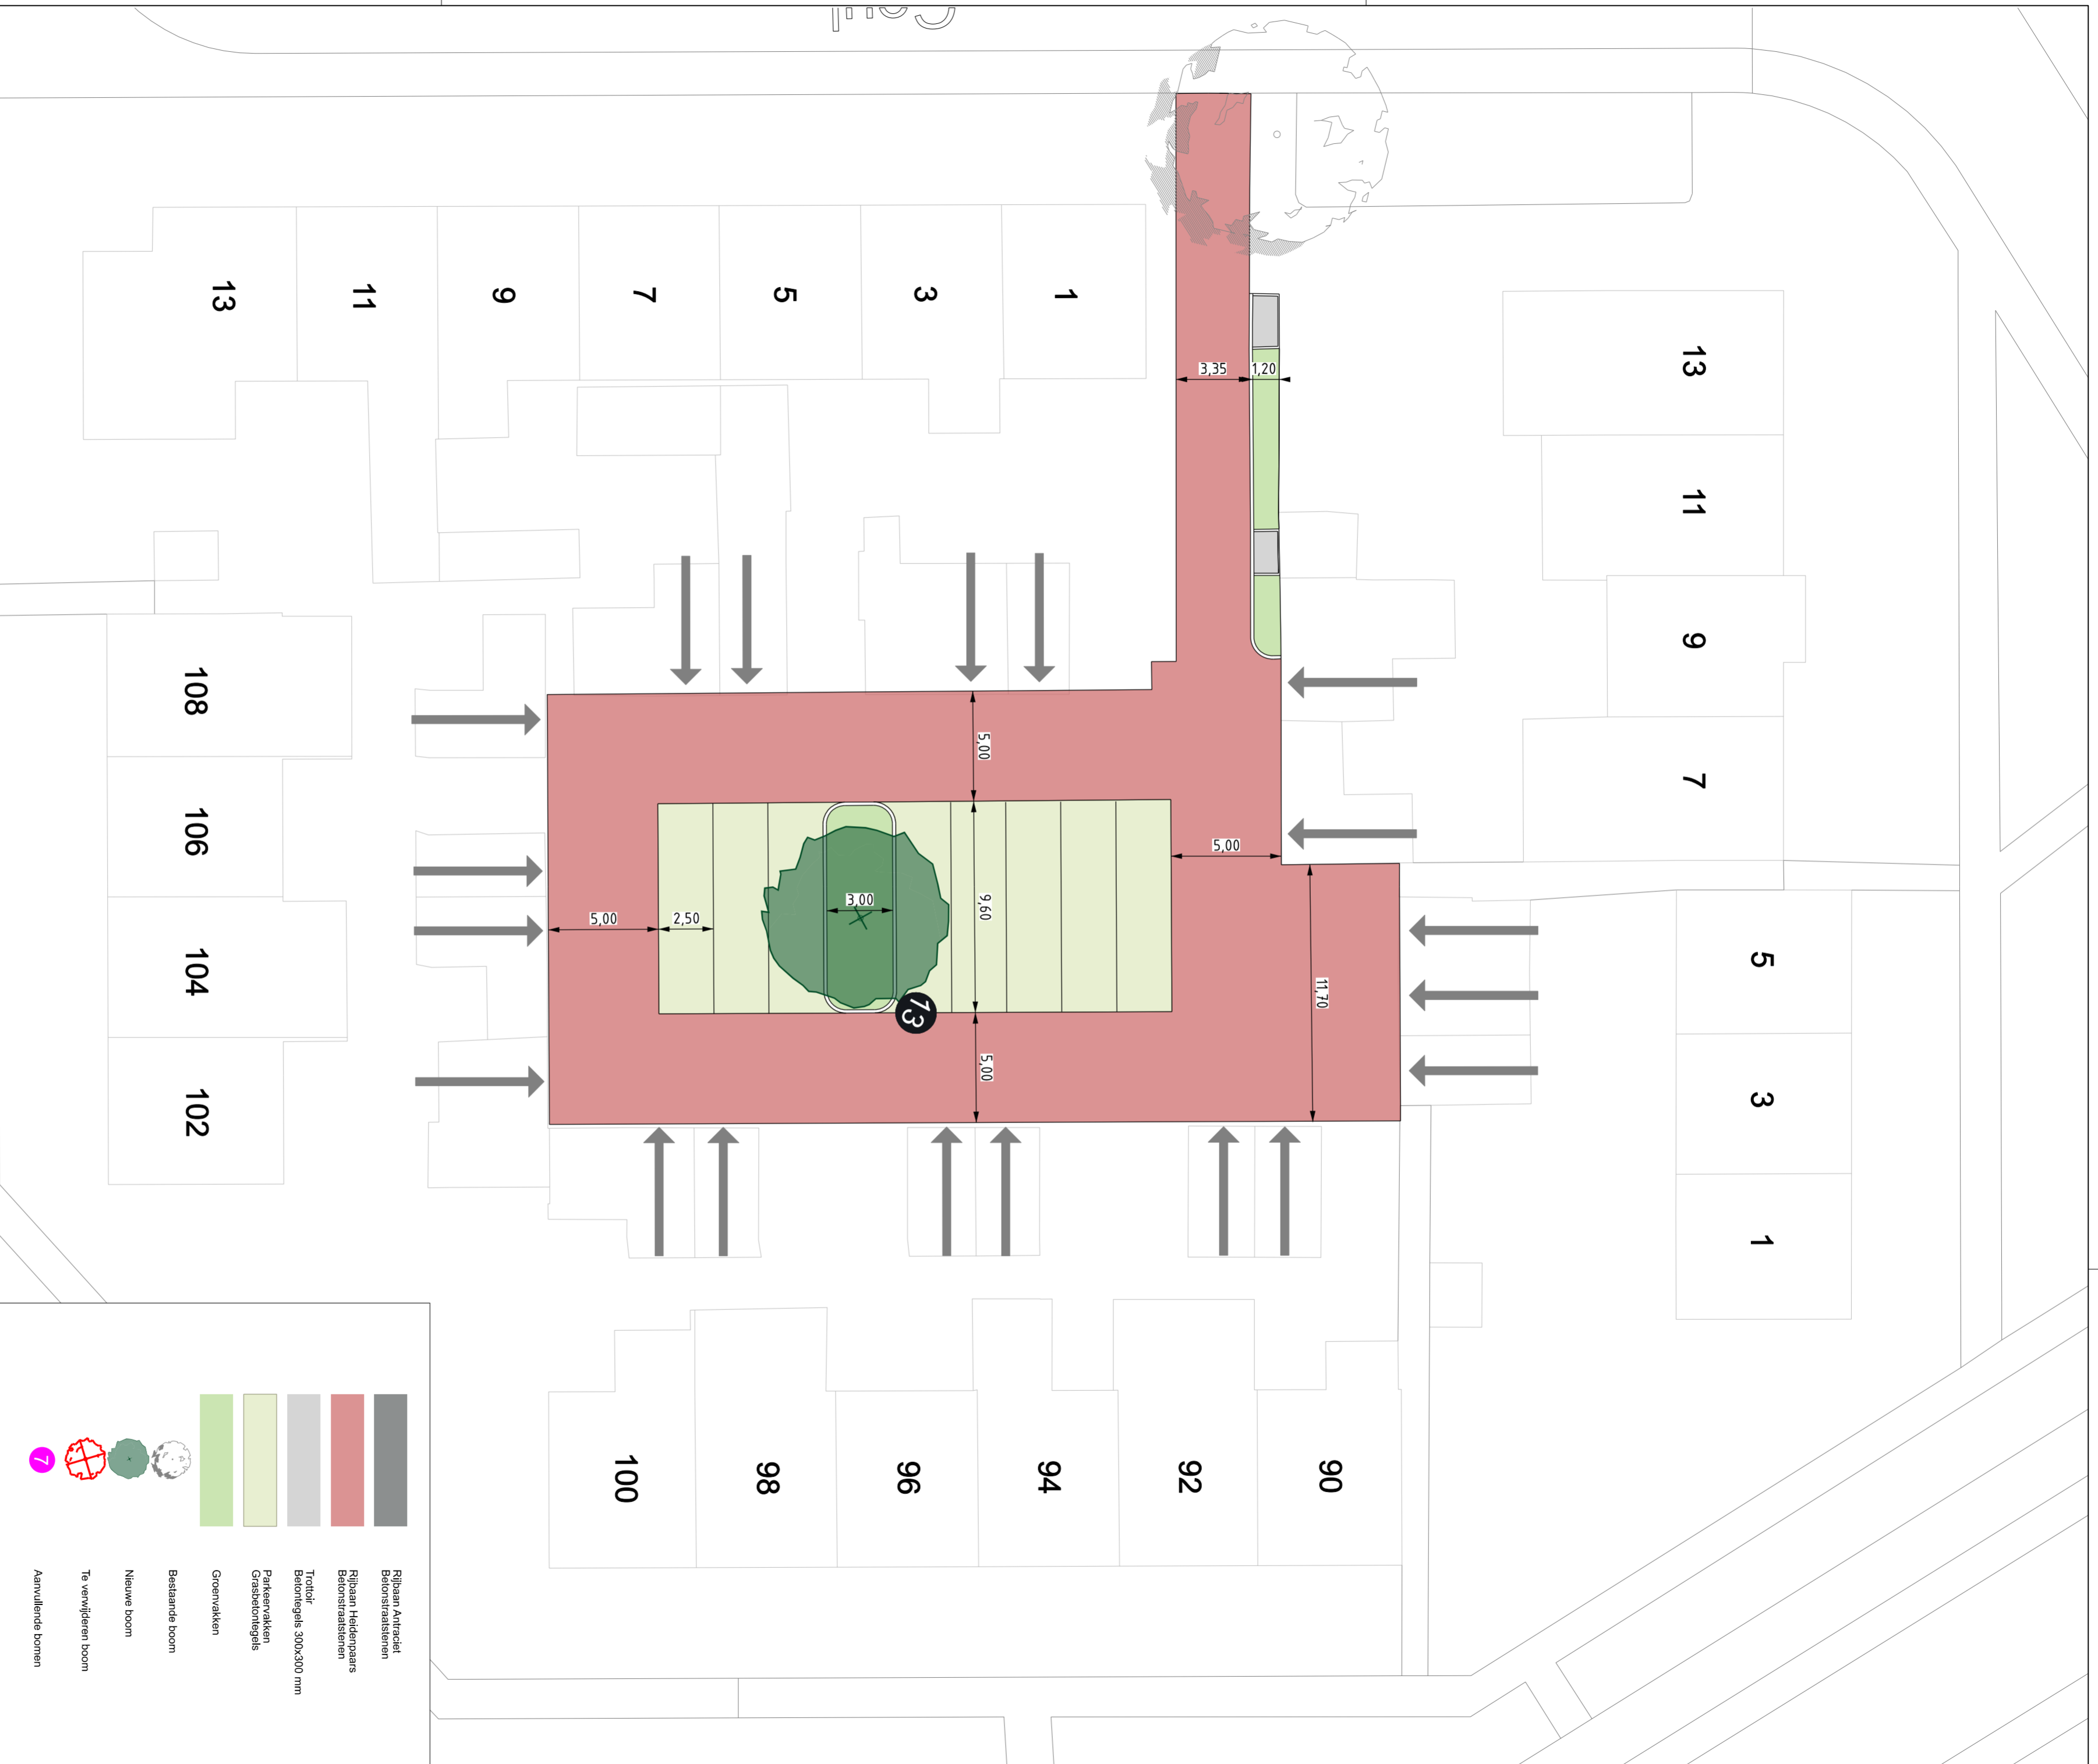 13
11
9
7
5
3
1
13
11
9
7
5
3
1
108
106
104
102
100
98
96
94
92
90
3,35
1,20
5,00
5,00
9,60
3,00
5,00
2,50
11,70
5,00
13
Rijbaan Antraciet
Betonstraatstenen
Rijbaan Heidenpaars
Betonstraatstenen
Trottoir
Betontegels 300x300 mm
Parkeervakken
Grasbetontegels
Groenvakken
Bestaande boom
Nieuwe boom
Te verwijderen boom
7
Aanvullende bomen